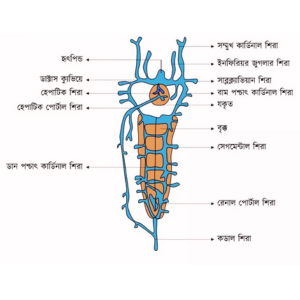 সম্মুখ কার্ডিনাল শিরা
হৃৎপিন্ড
ইনফিরিয়র জুগুলার শিরা
ডাক্টাস ক্যুভিয়ে
সাবক্ল্যাভিয়ান শিরা
হেপাটিক শিরা
বাম পশ্চাৎ কার্ডিনাল শিরা
হেপাটিক পোর্টাল শিরা
যকৃত
বৃক্ক
সেগমেন্টাল শিরা
ডান পশ্চাৎ কার্ডিনাল শিরা
রেনাল পোর্টাল শিরা
কডাল শিরা